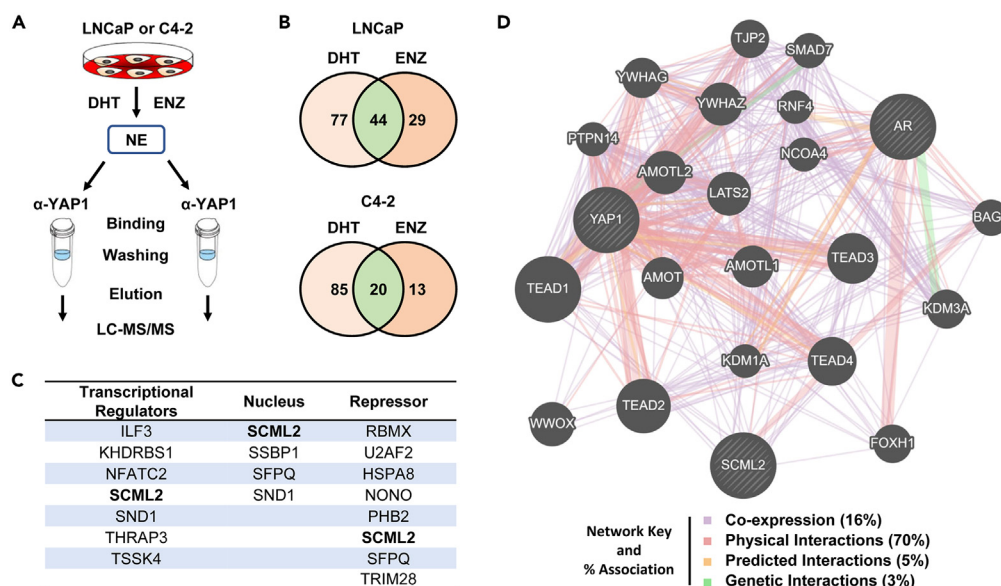 A
LNCaP or C4-2
DHT
ENZ
NE
α-YAP1
α-YAP1
Binding
Washing
Elution
LC-MS/MS
B
LNCaP
DHT
ENZ
77
44
29
C4-2
DHT
ENZ
85
20
13
C
Transcriptional Regulators
Nucleus
Repressor
ILF3
SCML2
RBMX
KHDRBS1
SSBP1
U2AF2
NFATC2
SFPQ
HSPA8
SCML2
SND1
NONO
SND1
PHB2
THRAP3
SCML2
TSSK4
SFPQ
TRIM28
D
TJP2
SMAD7
YWHAG
YWHAZ
RNF4
AR
PTPN14
NCOA4
AMOTL2
LATS2
YAP1
BAG
TEAD3
AMOTL1
AMOT
TEAD1
KDM3A
KDM1A
TEAD4
TEAD2
WWOX
FOXH1
SCML2
Network Key
and
% Association
Co-expression (16%)
Physical Interactions (70%)
Predicted Interactions (5%)
Genetic Interactions (3%)